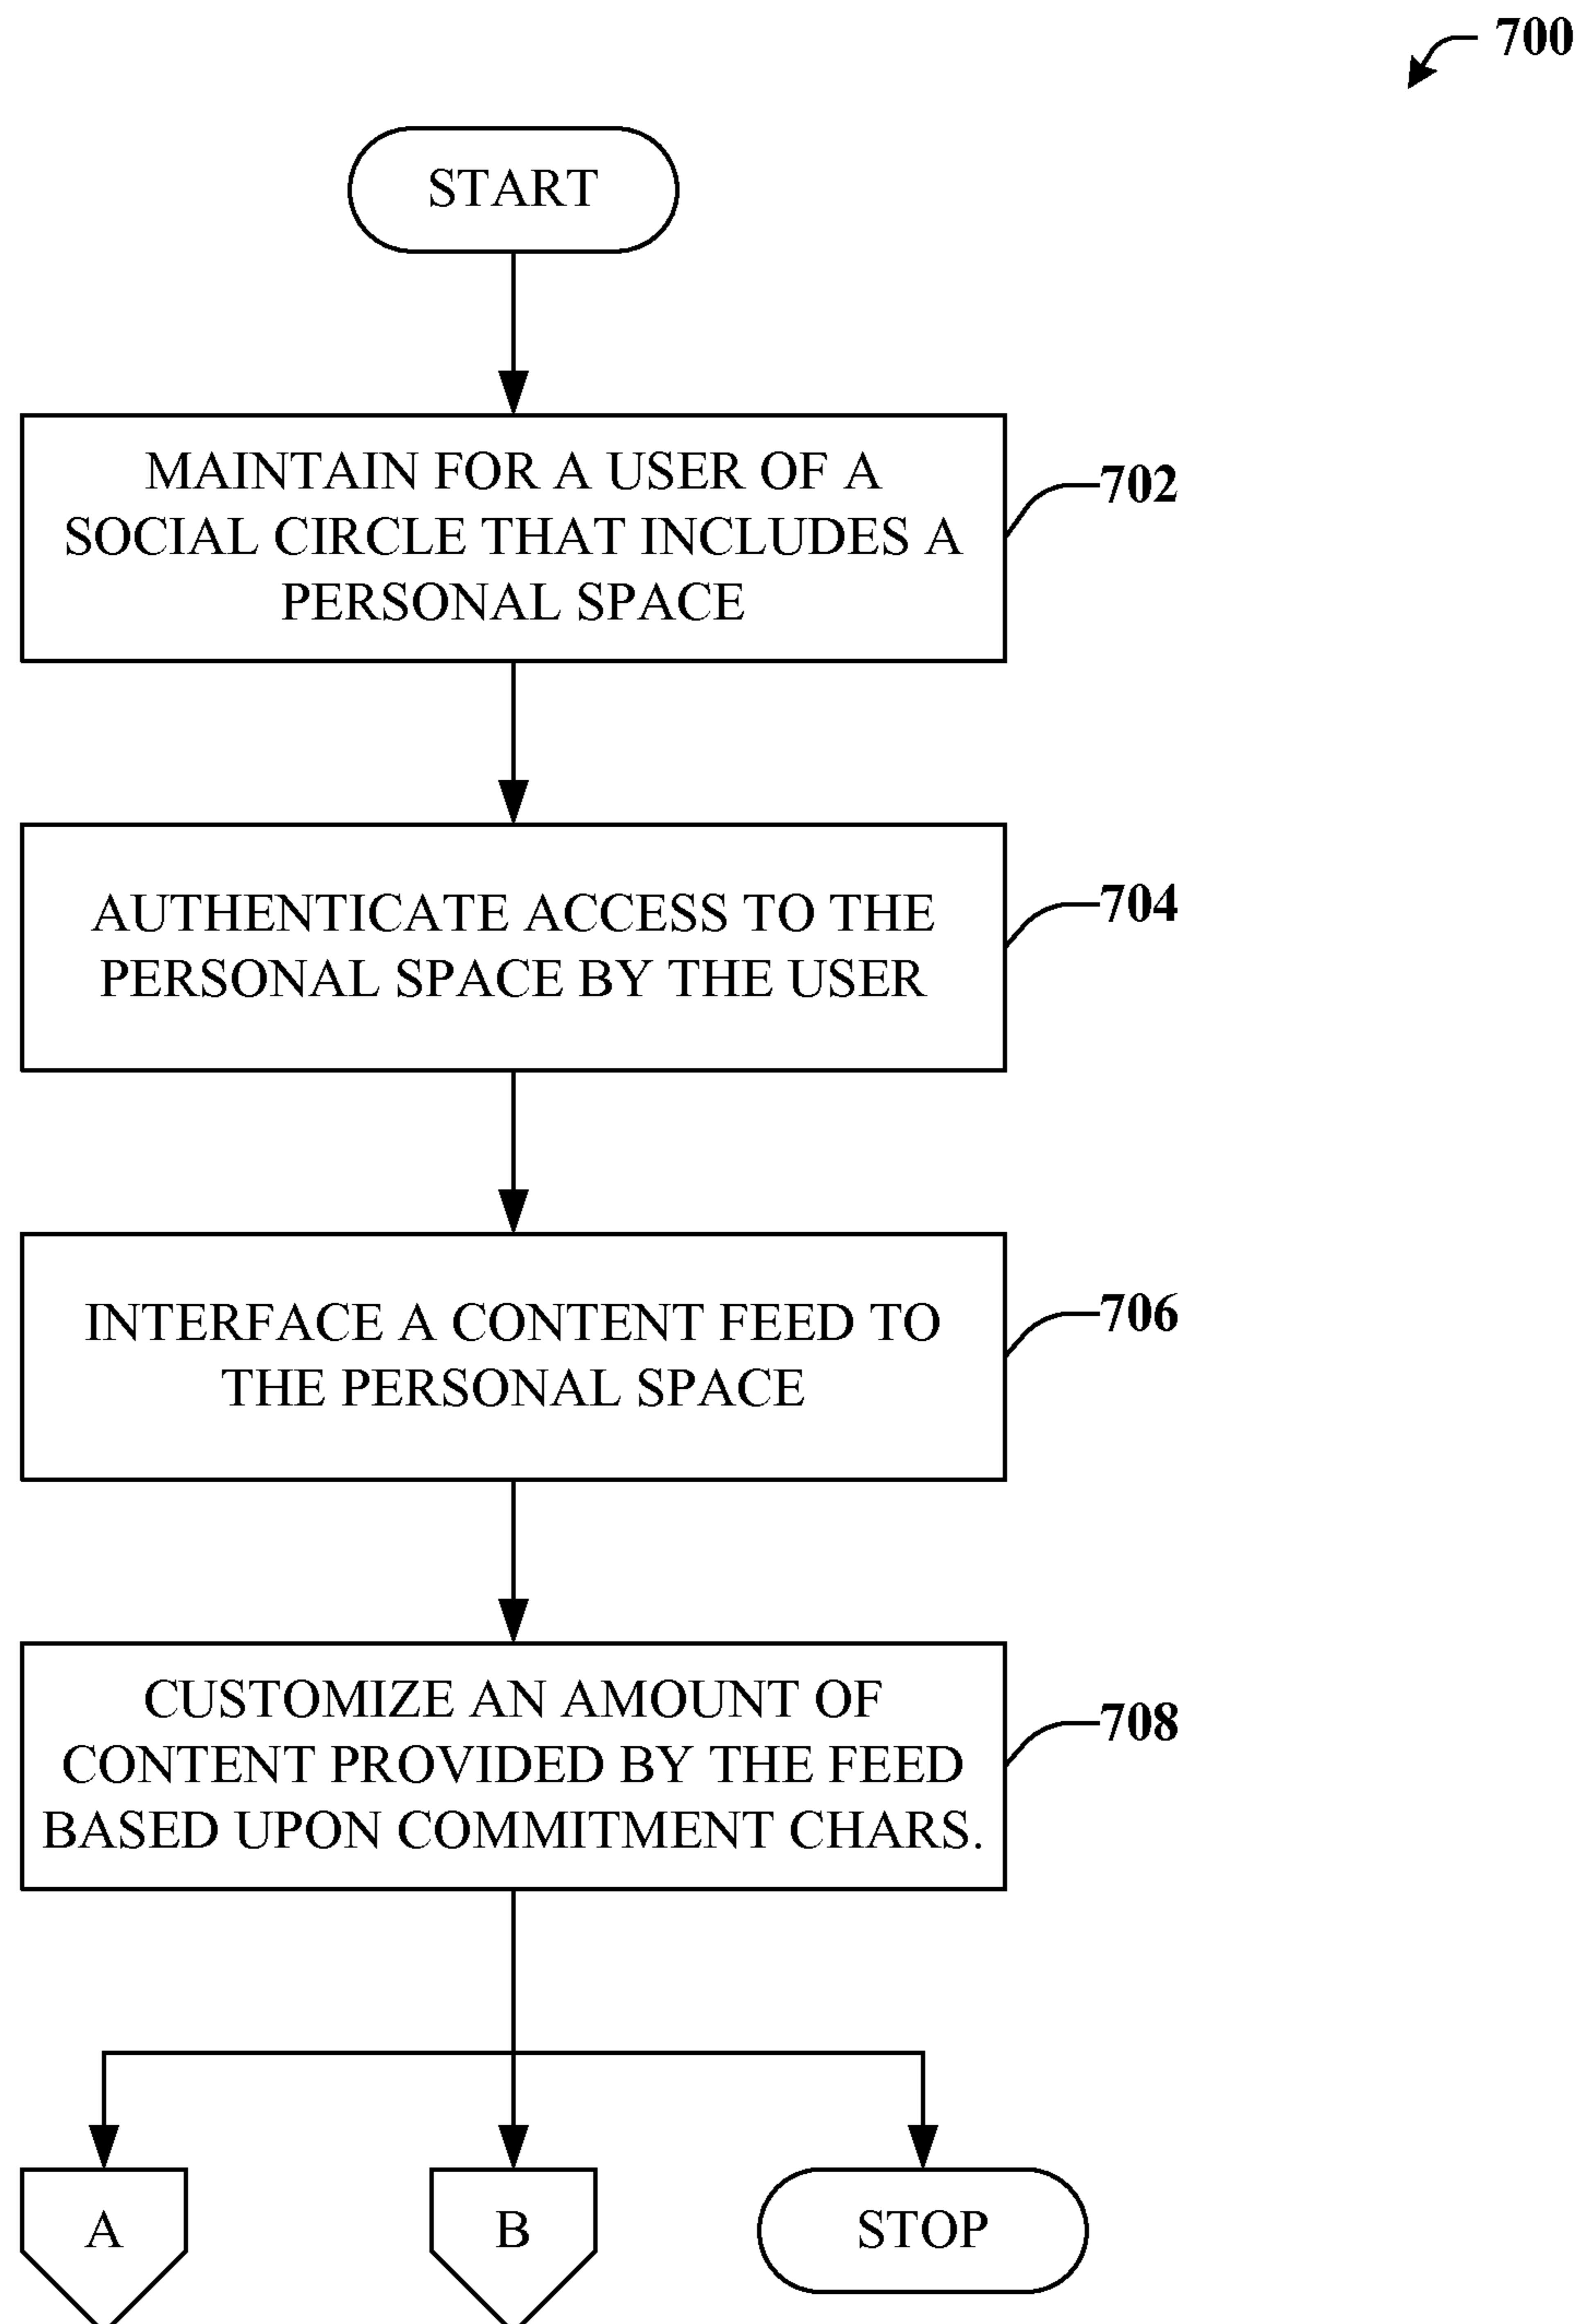 700
START
MAINTAIN FOR A USER OF A
SOCIAL CIRCLE THAT INCLUDES A
PERSONAL SPACE
702
AUTHENTICATE ACCESS TO THE
PERSONAL SPACE BY THE USER
704
INTERFACE A CONTENT FEED TO
THE PERSONAL SPACE
706
CUSTOMIZE AN AMOUNT OF
CONTENT PROVIDED BY THE FEED
BASED UPON COMMITMENT CHARS.
708
A
B
STOP